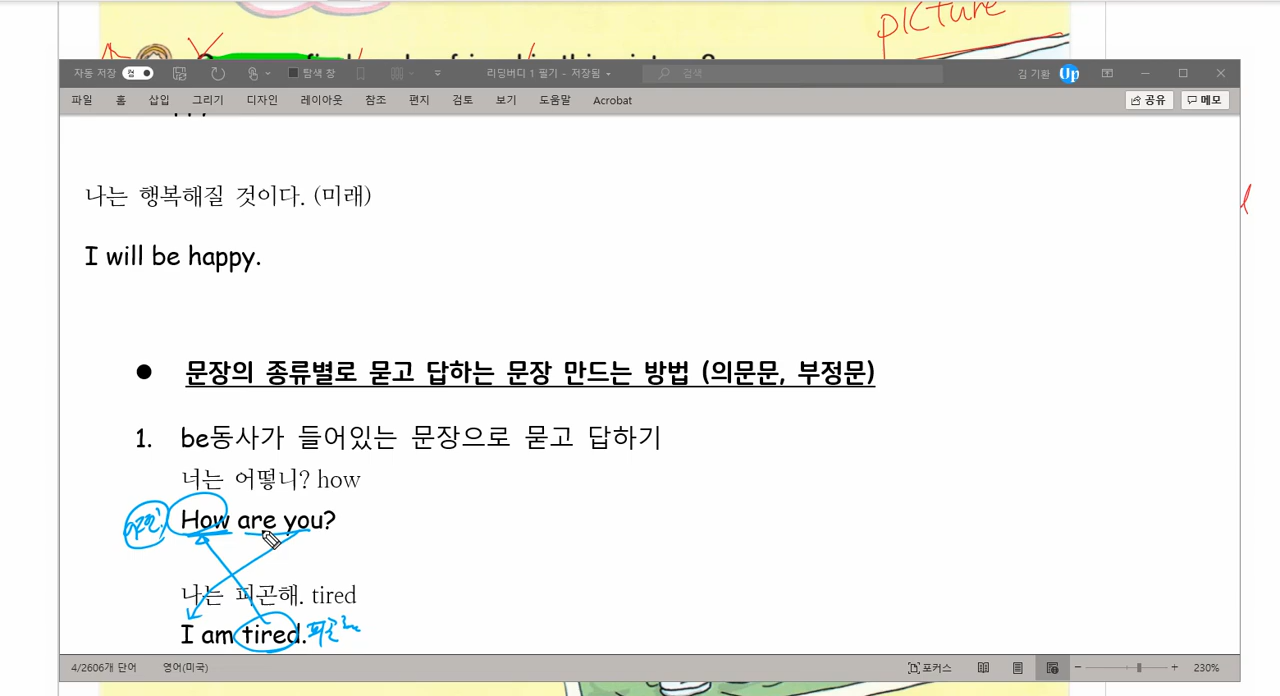 picture
자동 저장 컴 탐색 창 리딩버디 1 필기 - 저장됨 검색 김 기환 Up
파일 홈 삽입 그리기 디자인 레이아웃 참조 편지 검토 보기 도움말 Acrobat 공유 메모
나는 행복해질 것이다. (미래)
I will be happy.
● 문장의 종류별로 묻고 답하는 문장 만드는 방법 (의문문, 부정문)
1. be동사가 들어있는 문장으로 묻고 답하기
너는 어떻니? how
How are you?
나는 피곤해. tired
I am tired.
4/2606개 단어 영어(미국) 포커스 - + 230%